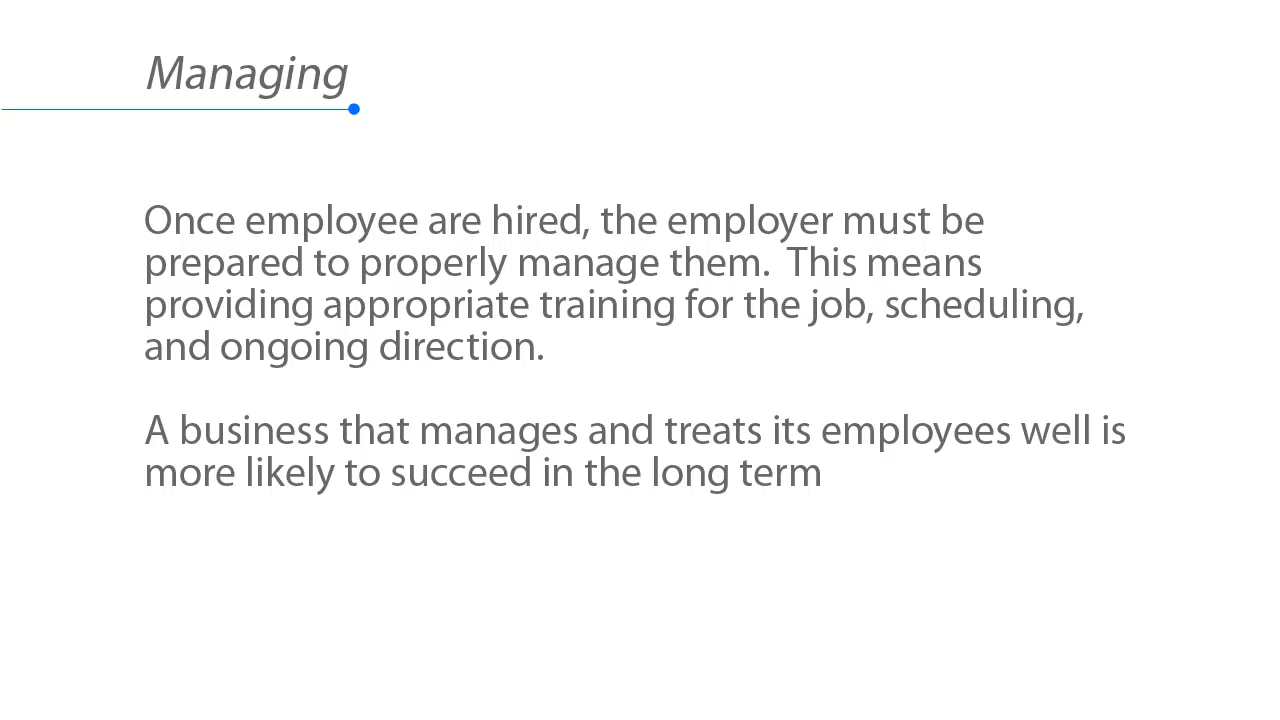 Managing
Once employee are hired, the employer must be
prepared to properly manage them.  This means
providing appropriate training for the job, scheduling,
and ongoing direction.
A business that manages and treats its employees well is
more likely to succeed in the long term